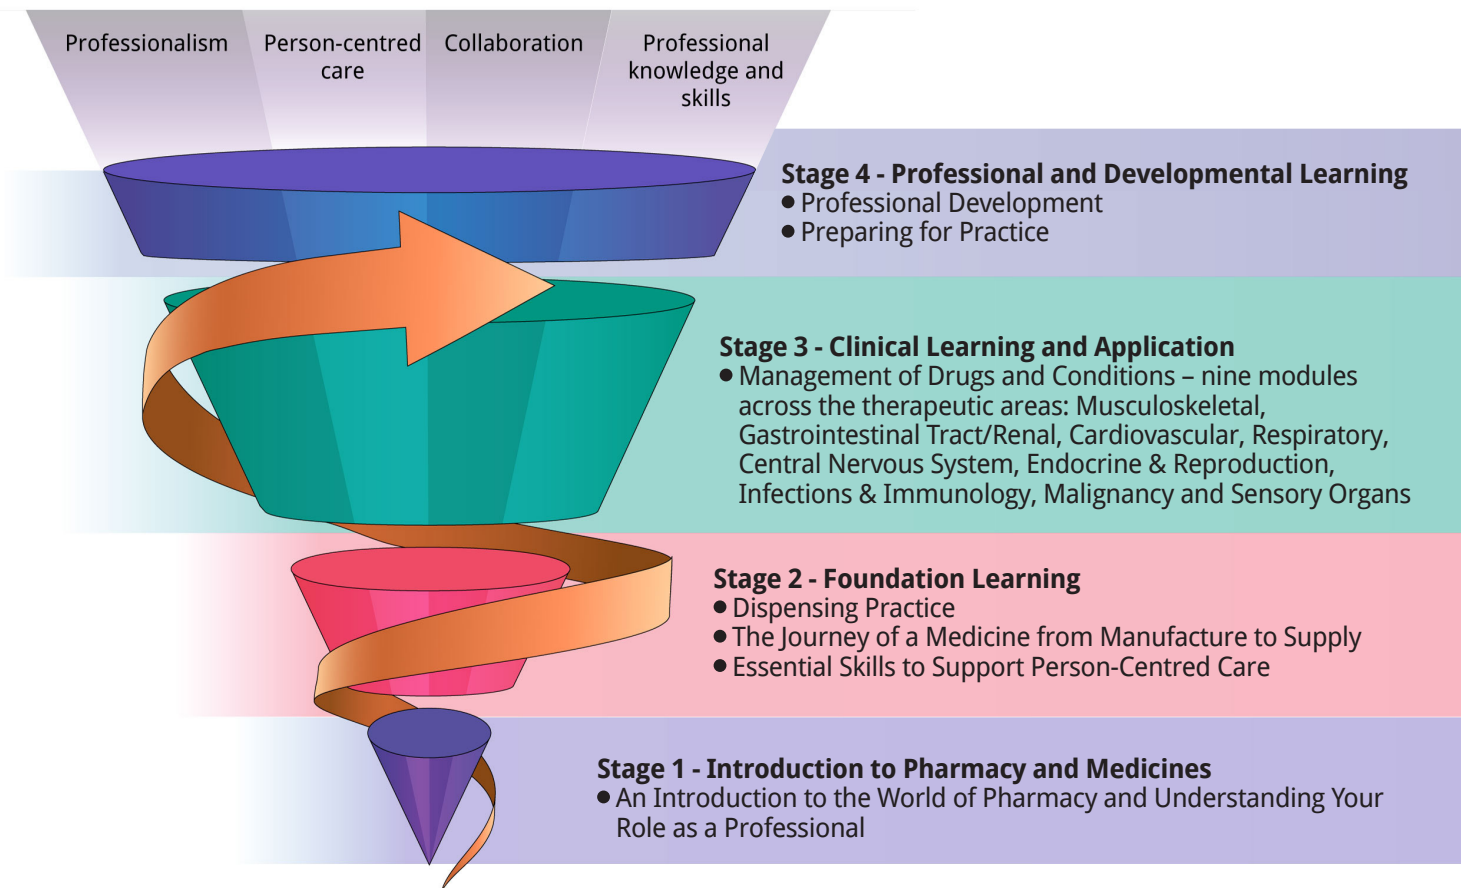 Professionalism
Person-centred
care
Collaboration
Professional
knowledge and
skills
Stage 4 - Professional and Developmental Learning
● Professional Development
● Preparing for Practice
Stage 3 - Clinical Learning and Application
● Management of Drugs and Conditions – nine modules
across the therapeutic areas: Musculoskeletal,
Gastrointestinal Tract/Renal, Cardiovascular, Respiratory,
Central Nervous System, Endocrine & Reproduction,
Infections & Immunology, Malignancy and Sensory Organs
Stage 2 - Foundation Learning
● Dispensing Practice
● The Journey of a Medicine from Manufacture to Supply
● Essential Skills to Support Person-Centred Care
Stage 1 - Introduction to Pharmacy and Medicines
● An Introduction to the World of Pharmacy and Understanding Your
Role as a Professional